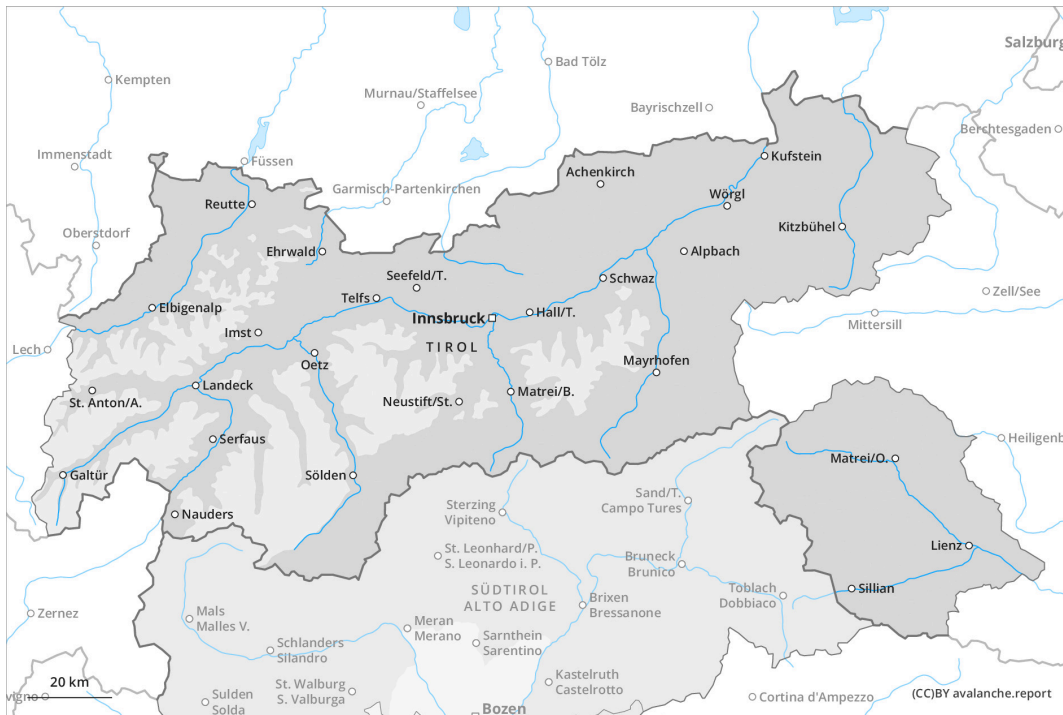 Salzburg
Kempten
Bad Tölz
Murnau/Staffelsee
Bayrischzell
Berchtesgaden
Immenstadt
Füssen
Kufstein
Achenkirch
Garmisch-Partenkirchen
Reutte
Wörgl
Oberstdorf
Kitzbühel
Ehrwald
Alpbach
Seefeld/T.
Schwaz
Zell/See
Telfs
Elbigenalp
Innsbruck
Hall/T.
Mittersill
Imst
TIROL
Lech
Oetz
Mayrhofen
Landeck
St. Anton/A.
Neustift/St.
Matrei/B.
Serfaus
Heiligenb
Matrei/O.
Galtür
Sölden
Sand/T.
Campo Tures
Sterzing
Vipiteno
Nauders
Lienz
St. Leonhard/P.
S. Leonardo i. P.
Bruneck
Brunico
SÜDTIROL
ALTO ADIGE
Toblach
Dobbiaco
Sillian
Brixen
Bressanone
Zernez
Mals
Malles V.
Meran
Merano
Sarnthein
Sarentino
Schlanders
Silandro
Kastelruth
Castelrotto
20 km
St. Walburg
S. Valburga
vigno
Sulden
Solda
Cortina d'Ampezzo
(CC)BY avalanche.report
Bozen